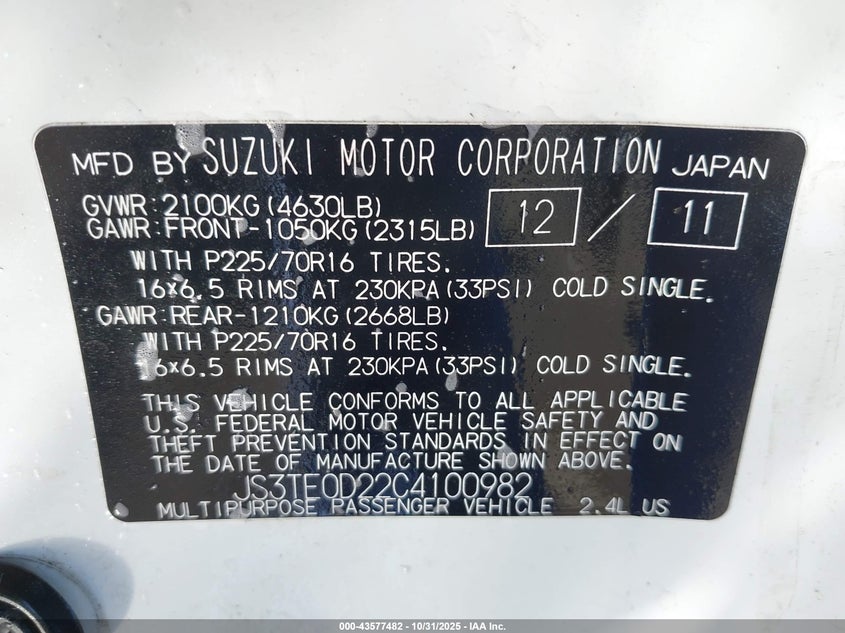 MFD BY SUZUKI MOTOR CORPORATION JAPAN
GVWR:2100KG(4630LB)
GAWR:FRONT-1050KG(2315LB) 12 / 11
WITH P225/70R16 TIRES.
16×6.5 RIMS AT 230KPA(33PSI) COLD SINGLE.
GAWR:REAR-1210KG(2668LB)
WITH P225/70R16 TIRES.
16×6.5 RIMS AT 230KPA(33PSI) COLD SINGLE.
THIS VEHICLE CONFORMS TO ALL APPLICABLE
U.S. FEDERAL MOTOR VEHICLE SAFETY AND
THEFT PREVENTION STANDARDS IN EFFECT ON
THE DATE OF MANUFACTURE SHOWN ABOVE.
JS3TE0D22C4100982
MULTIPURPOSE PASSENGER VEHICLE 2.4L US
000-43577482 - 10/31/2025 - IAA Inc.